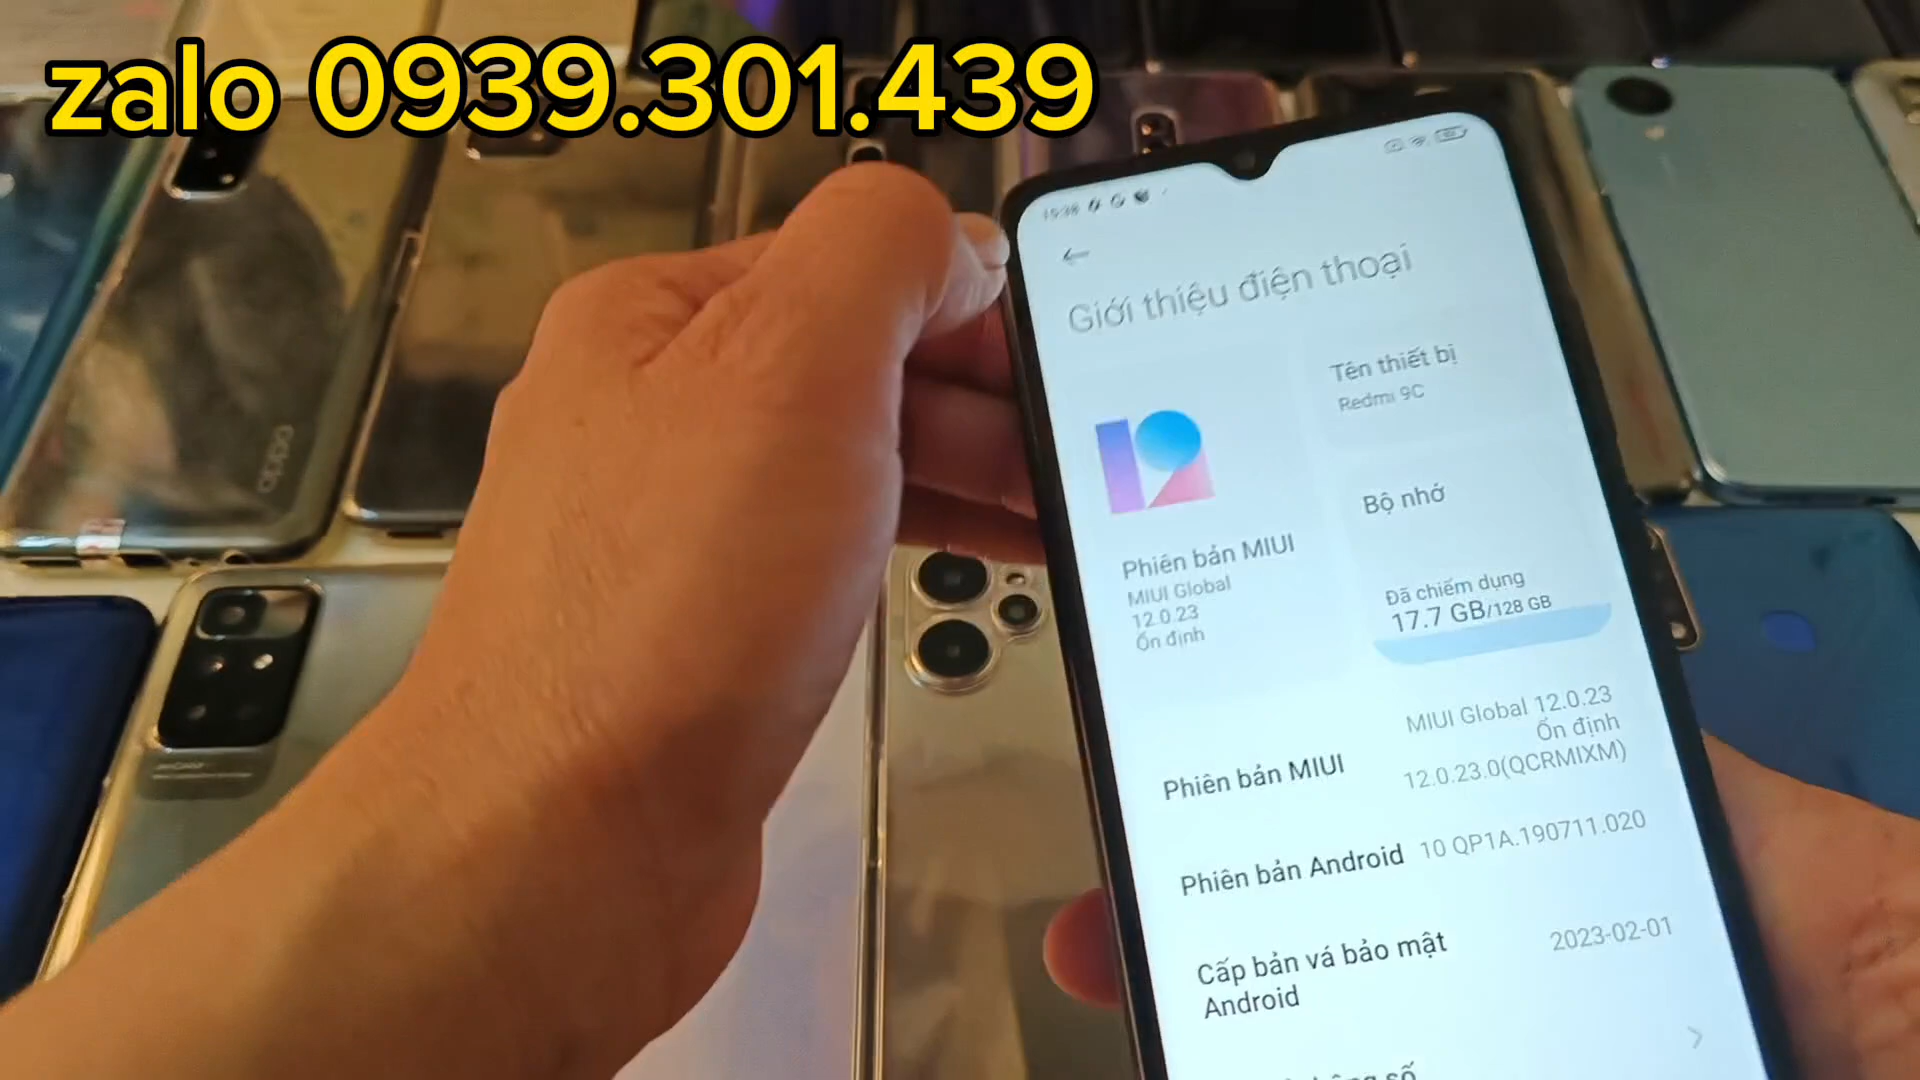 zalo 0939.301.439
Giới thiệu điện thoại
Tên thiết bị
Redmi 9C
Phiên bản MIUI
MIUI Global
12.0.23
Ổn định
Bộ nhớ
Đã chiếm dụng
17.7 GB/128 GB
Phiên bản MIUI
MIUI Global 12.0.23
Ổn định
12.0.23.0(QCRMIXM)
Phiên bản Android
10 QP1A.190711.020
Cấp bản vá bảo mật
Android
2023-02-01
oppo